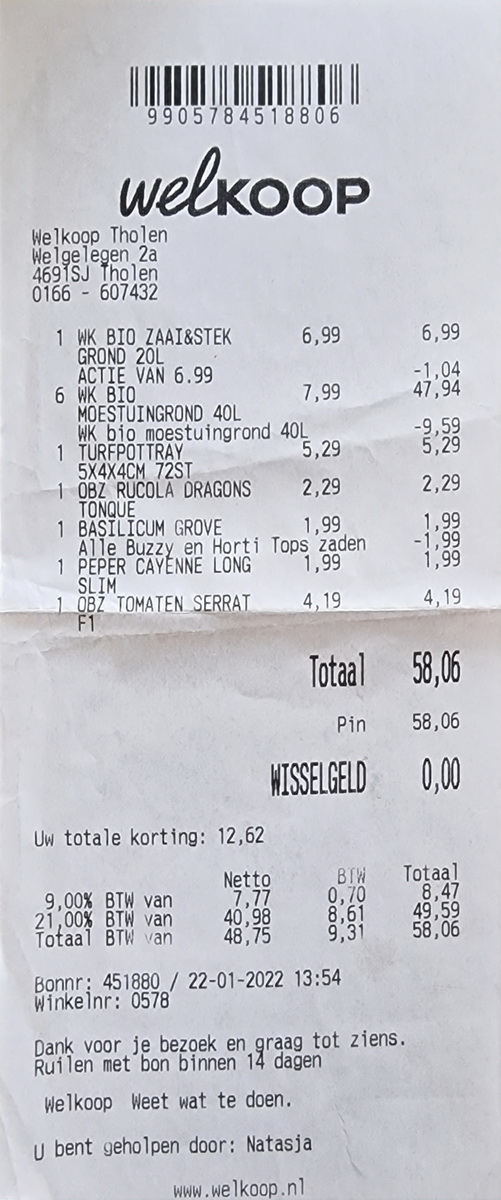 9905784518806
welkoop
Welkoop Tholen
Welgelegen 2a
4691SJ Tholen
0166 - 607432
1 WK BIO ZAAI&STEK 6,99 6,99
GROND 20L
ACTIE VAN 6.99 -1,04
6 WK BIO 7,99 47,94
MOESTUINGROND 40L
WK bio moestuingrond 40L -9,59
1 TURFPOTTRAY 5,29 5,29
5X4X4CM 72ST
1 OBZ RUCOLA DRAGONS 2,29 2,29
TONQUE
1 BASILICUM GROVE 1,99 1,99
Alle Buzzy en Horti Tops zaden -1,99
1 PEPER CAYENNE LONG 1,99 1,99
SLIM
1 OBZ TOMATEN SERRAT 4,19 4,19
F1
Totaal 58,06
Pin 58,06
WISSELGELD 0,00
Uw totale korting: 12,62
Netto BTW Totaal
9,00% BTW van 7,77 0,70 8,47
21,00% BTW van 40,98 8,61 49,59
Totaal BTW van 48,75 9,31 58,06
Bonnr: 451880 / 22-01-2022 13:54
Winkelnr: 0578
Dank voor je bezoek en graag tot ziens.
Ruilen met bon binnen 14 dagen
Welkoop Weet wat te doen.
U bent geholpen door: Natasja
www.welkoop.nl